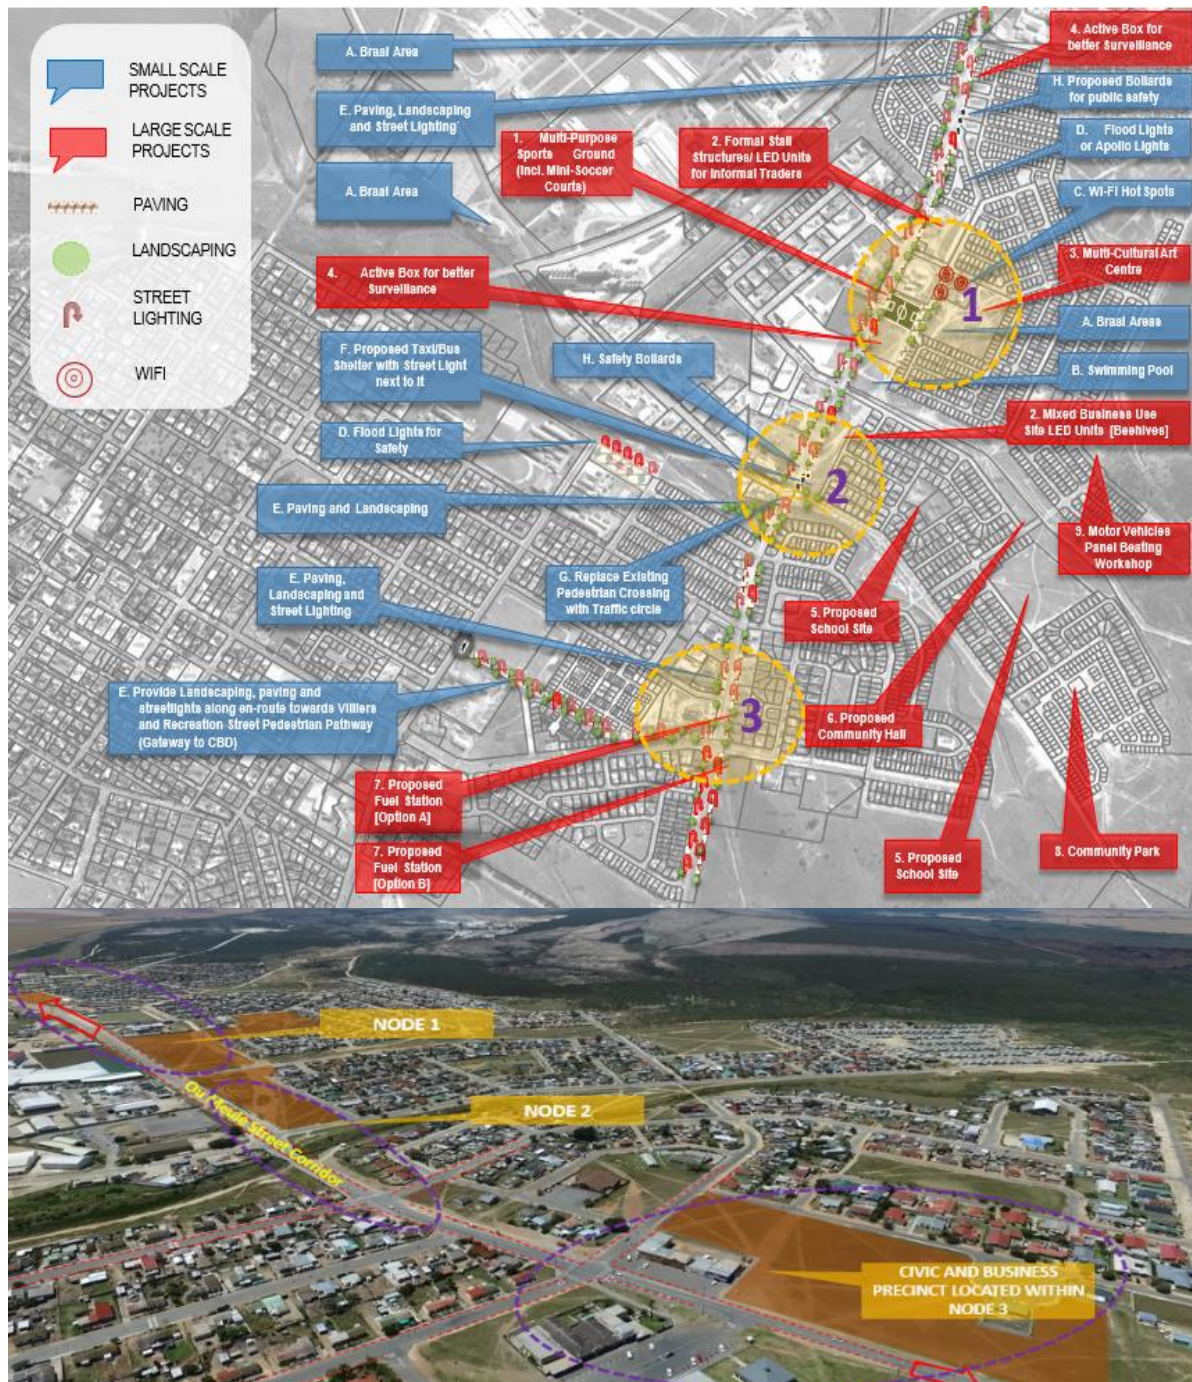 SMALL SCALE
PROJECTS
LARGE SCALE
PROJECTS
PAVING
LANDSCAPING
STREET
LIGHTING
WIFI
A. Braai Area
E. Paving, Landscaping
and Street Lighting
A. Braai Area
1. Multi-Purpose
Sports Ground
(Incl. Mini-Soccer
Courts)
2. Formal Stall
Structures/ LED Units
for Informal Traders
4. Active Box for
better Surveillance
H. Proposed Bollards
for public safety
D. Flood Lights
or Apollo Lights
C. WI-FI Hot Spots
3. Multi-Cultural Art
Centre
A. Braai Areas
B. Swimming Pool
1
4. Active Box for better
Surveillance
F. Proposed Taxi/Bus
Shelter with Street Light
next to it
H. Safety Bollards
2. Mixed Business Use
Site LED Units [Beehives]
D. Flood Lights for
Safety
2
E. Paving and Landscaping
9. Motor Vehicles
Panel Beating
Workshop
E. Paving,
Landscaping and
Street Lighting
G. Replace Existing
Pedestrian Crossing
with Traffic circle
5. Proposed
School Site
E. Provide Landscaping, paving and
streetlights along en-route towards Villiers
and Recreation Street Pedestrian Pathway
(Gateway to CBD)
3
6. Proposed
Community Hall
7. Proposed
Fuel Station
[Option A]
7. Proposed
Fuel Station
[Option B]
5. Proposed
School Site
8. Community Park
NODE 1
NODE 2
Street Corridor
CIVIC AND BUSINESS
PRECINCT LOCATED WITHIN
NODE 3